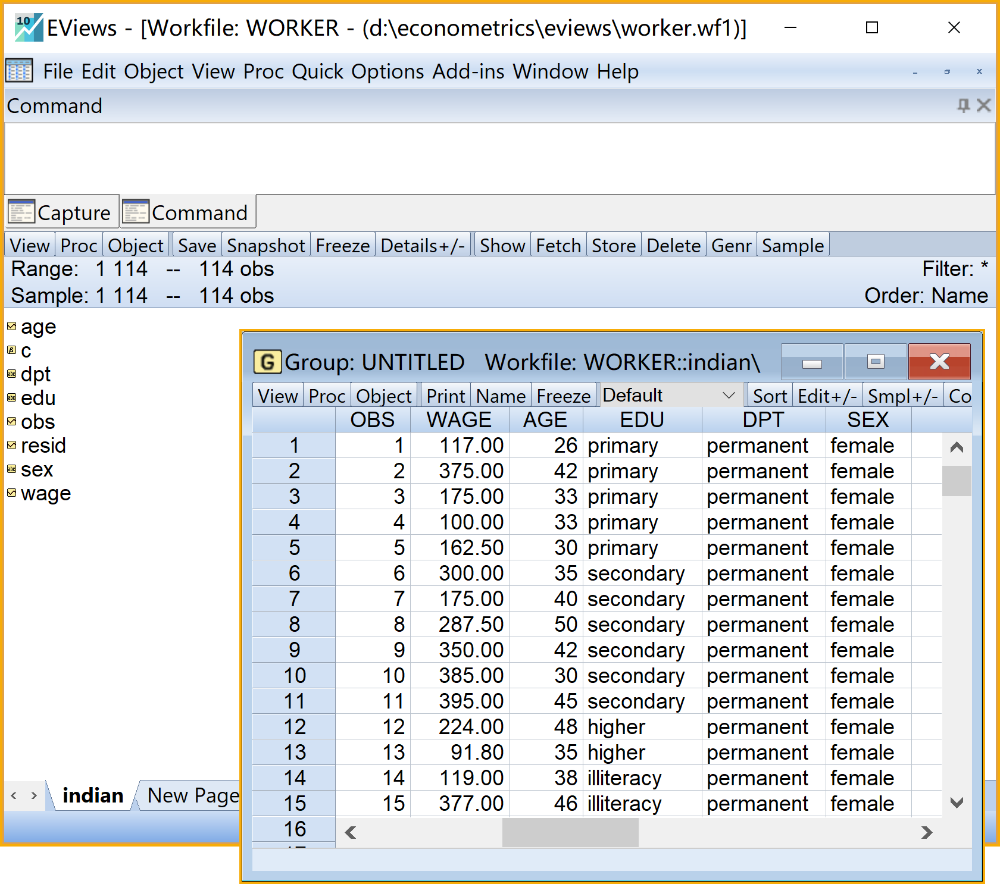 10 EViews - [Workfile: WORKER - (d:\econometrics\eviews\worker.wf1)]
File Edit Object View Proc Quick Options Add-ins Window Help
Command
Capture Command
View Proc Object Save Snapshot Freeze Details+/- Show Fetch Store Delete Genr Sample
Range: 1 114 -- 114 obs Filter: *
Sample: 1 114 -- 114 obs Order: Name
age
β c
abc dpt
abc edu
obs
resid
abc sex
wage
indian New Page
G Group: UNTITLED Workfile: WORKER::indian\
View Proc Object Print Name Freeze Default Sort Edit+/- Smpl+/- Co
OBS WAGE AGE EDU DPT SEX
1 1 117.00 26 primary permanent female
2 2 375.00 42 primary permanent female
3 3 175.00 33 primary permanent female
4 4 100.00 33 primary permanent female
5 5 162.50 30 primary permanent female
6 6 300.00 35 secondary permanent female
7 7 175.00 40 secondary permanent female
8 8 287.50 50 secondary permanent female
9 9 350.00 42 secondary permanent female
10 10 385.00 30 secondary permanent female
11 11 395.00 45 secondary permanent female
12 12 224.00 48 higher permanent female
13 13 91.80 35 higher permanent female
14 14 119.00 38 illiteracy permanent female
15 15 377.00 46 illiteracy permanent female
16